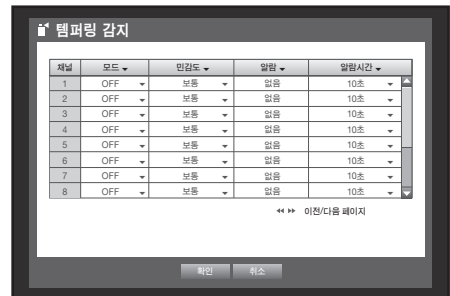 템퍼링 감지
채널 모드 민감도 알람 알람시간
1 OFF 보통 없음 10초
2 OFF 보통 없음 10초
3 OFF 보통 없음 10초
4 OFF 보통 없음 10초
5 OFF 보통 없음 10초
6 OFF 보통 없음 10초
7 OFF 보통 없음 10초
8 OFF 보통 없음 10초
이전/다음 페이지
확인 취소